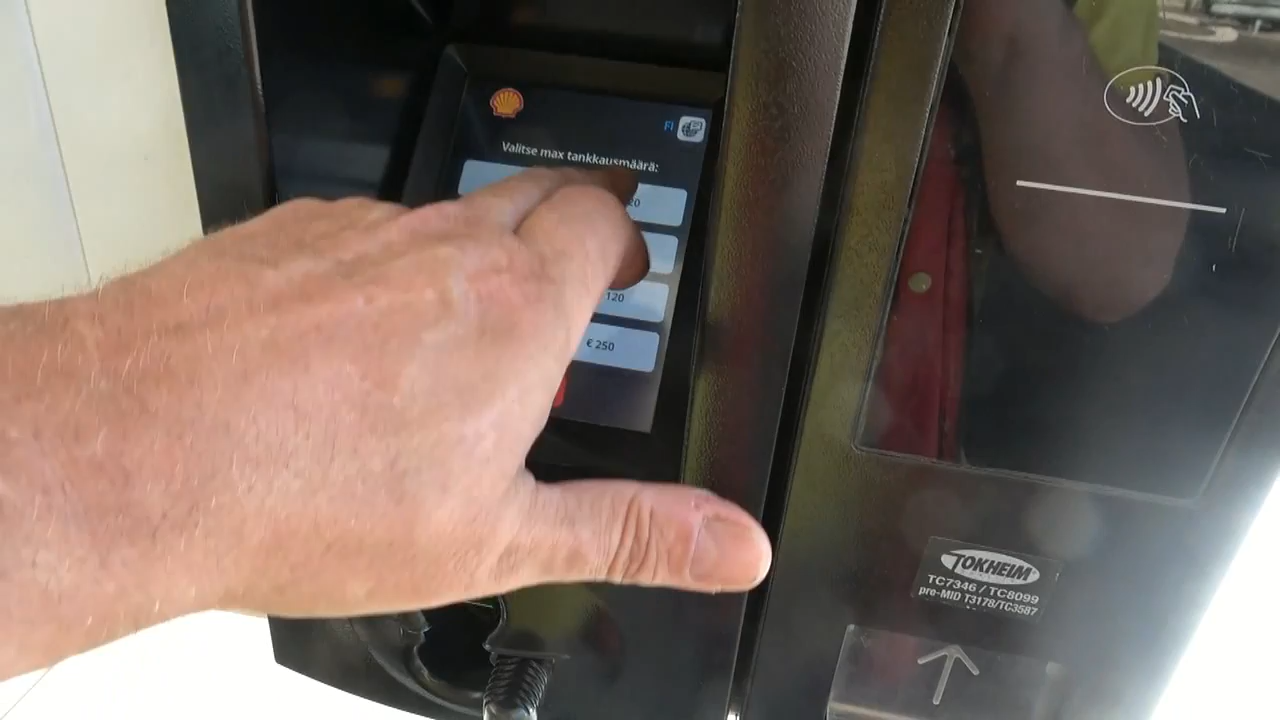 FI
Valitse max tankkausmäärä:
20
120
€ 250
TOKHEIM
TC7346 / TC8099
pre-MID T3178/TC3587